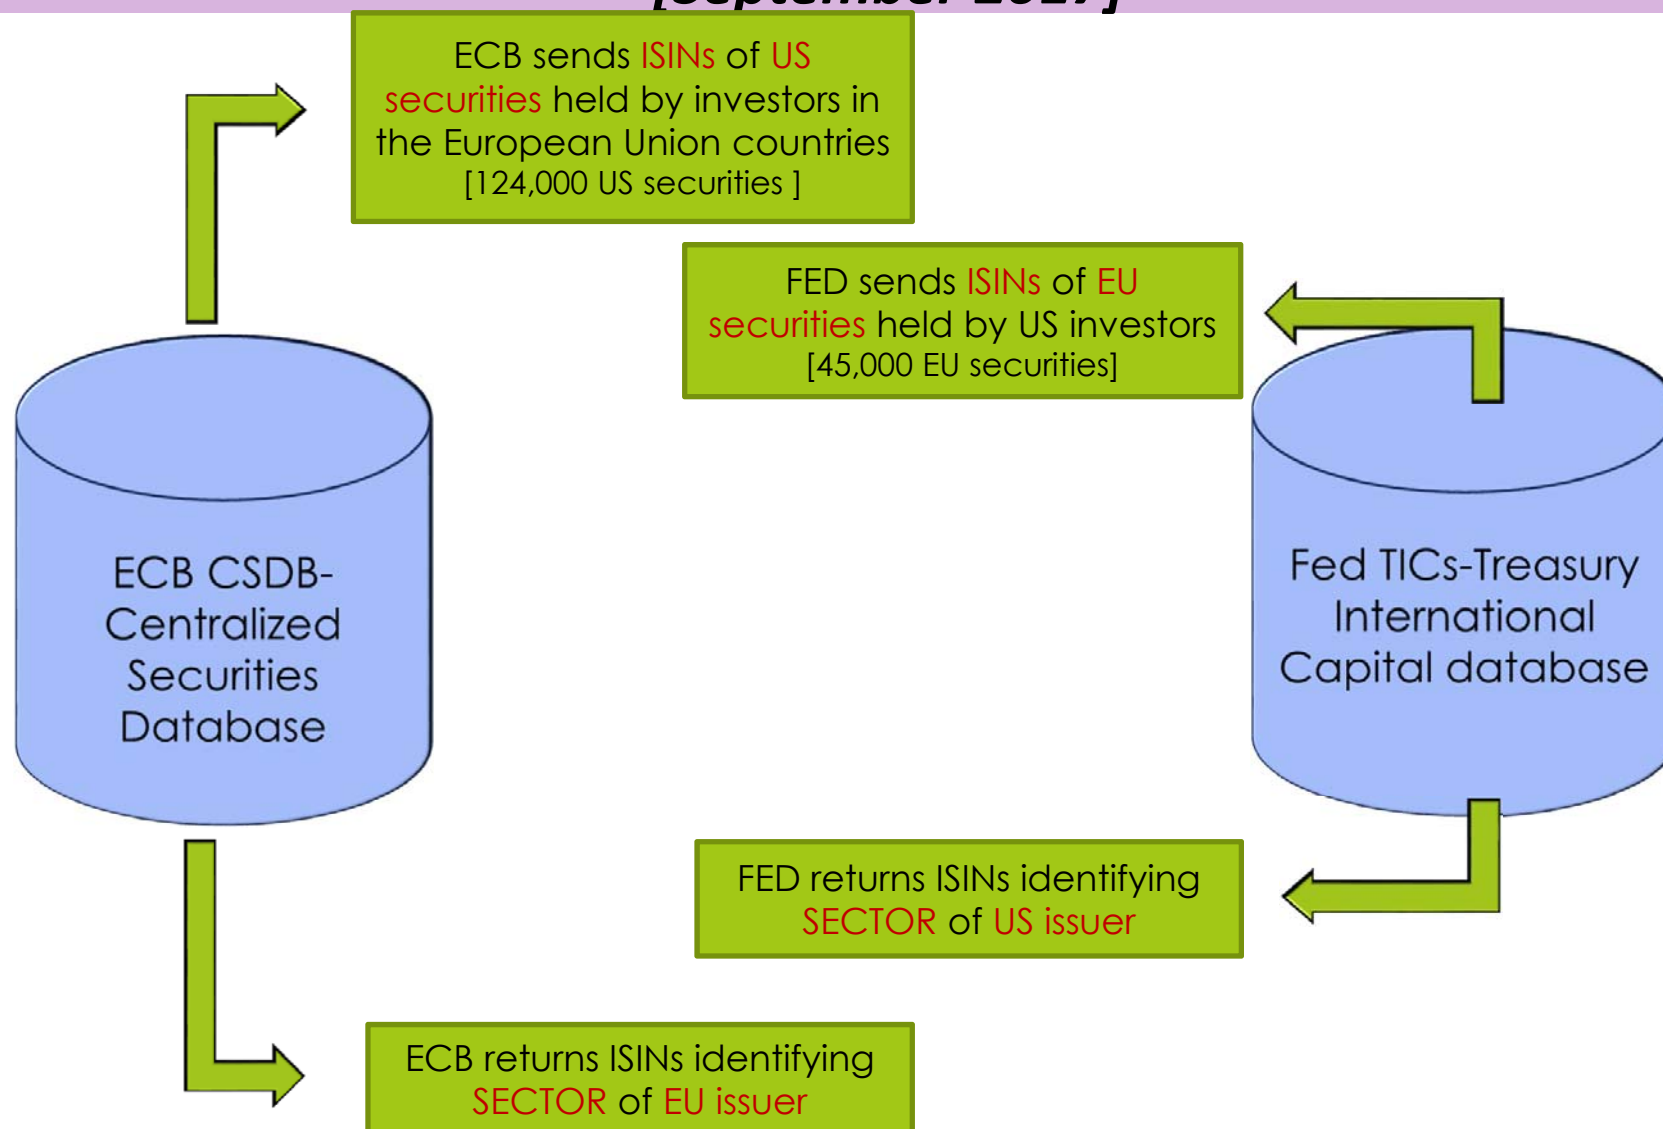 [September 2017]
ECB sends ISINs of US
securities held by investors in
the European Union countries
[124,000 US securities ]
FED sends ISINs of EU
securities held by US investors
[45,000 EU securities]
ECB CSDB-
Centralized
Securities
Database
Fed TICs-Treasury
International
Capital database
FED returns ISINs identifying
SECTOR of US issuer
ECB returns ISINs identifying
SECTOR of EU issuer